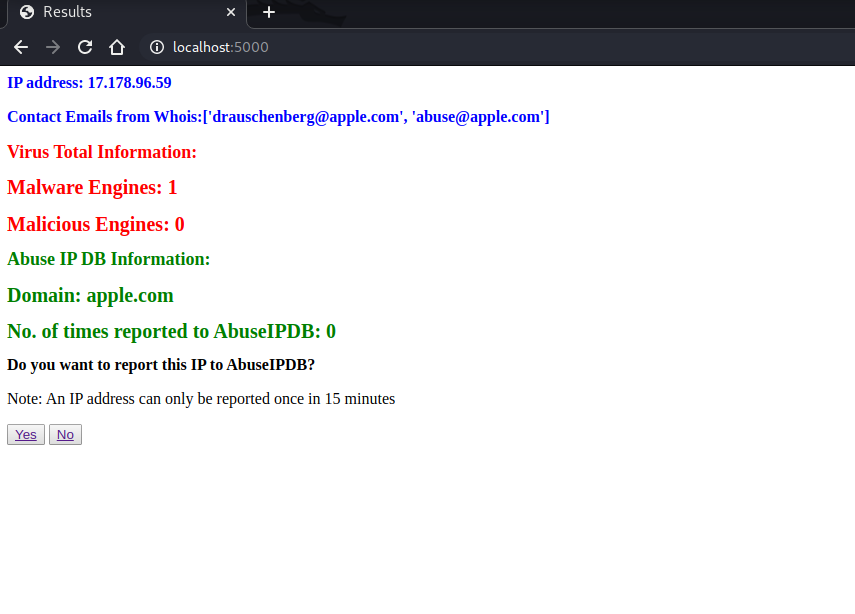 Results
localhost:5000
IP address: 17.178.96.59
Contact Emails from Whois:['drauschenberg@apple.com', 'abuse@apple.com']
Virus Total Information:
Malware Engines: 1
Malicious Engines: 0
Abuse IP DB Information:
Domain: apple.com
No. of times reported to AbuseIPDB: 0
Do you want to report this IP to AbuseIPDB?
Note: An IP address can only be reported once in 15 minutes
Yes No